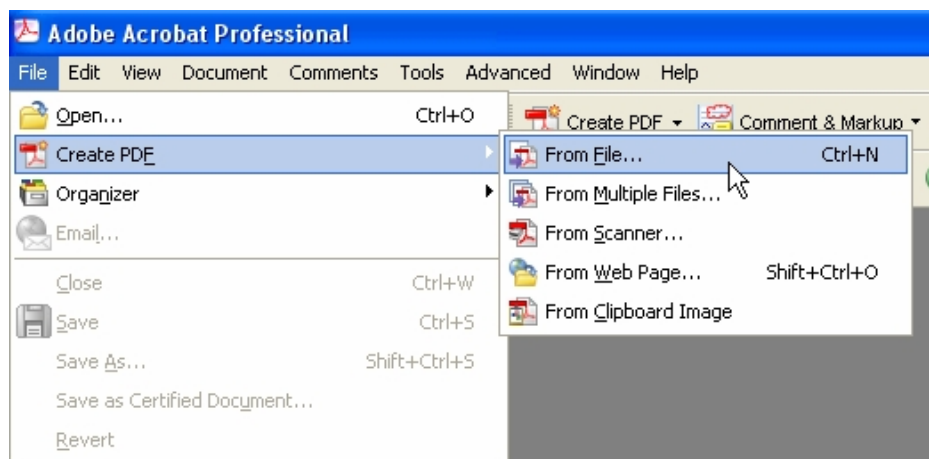 Adobe Acrobat Professional
File Edit View Document Comments Tools Advanced Window Help
Open... Ctrl+O
Create PDF
Organizer
Email...
Close Ctrl+W
Save Ctrl+S
Save As... Shift+Ctrl+S
Save as Certified Document...
Revert
Create PDF Comment & Markup
From File... Ctrl+N
From Multiple Files...
From Scanner...
From Web Page... Shift+Ctrl+O
From Clipboard Image